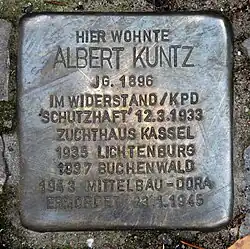 HIER WOHNTE
ALBERT KUNTZ
JG. 1896
IM WIDERSTAND/KPD
'SCHUTZHAFT' 12.3.1933
ZUCHTHAUS KASSEL
1935 LICHTENBURG
1937 BUCHENWALD
1943 MITTELBAU-DORA
ERMORDET 23.1.1945